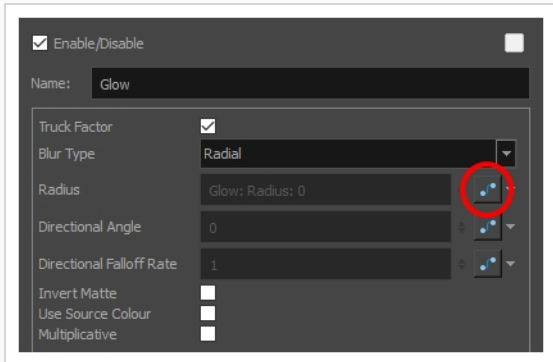 Enable/Disable
Name: Glow
Truck Factor
Blur Type Radial
Radius Glow: Radius: 0
Directional Angle 0
Directional Falloff Rate 1
Invert Matte
Use Source Colour
Multiplicative